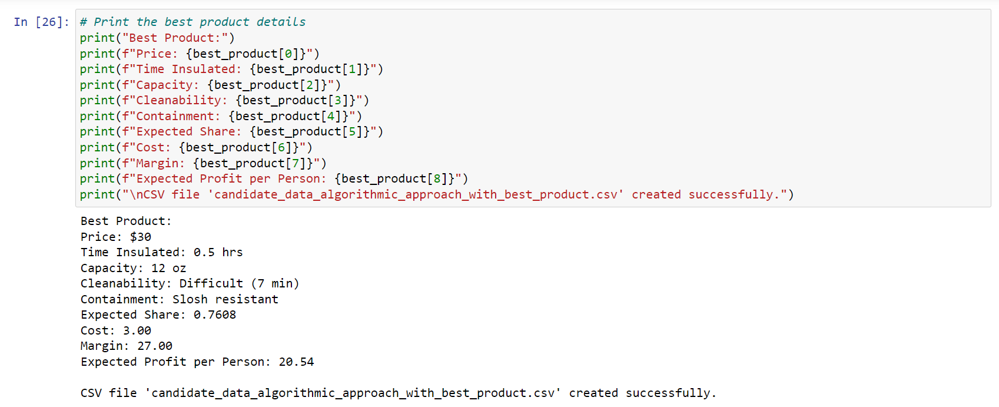 In [26]: # Print the best product details
print("Best Product:")
print(f"Price: {best_product[0]}")
print(f"Time Insulated: {best_product[1]}")
print(f"Capacity: {best_product[2]}")
print(f"Cleanability: {best_product[3]}")
print(f"Containment: {best_product[4]}")
print(f"Expected Share: {best_product[5]}")
print(f"Cost: {best_product[6]}")
print(f"Margin: {best_product[7]}")
print(f"Expected Profit per Person: {best_product[8]}")
print("\nCSV file 'candidate_data_algorithmic_approach_with_best_product.csv' created successfully.")
Best Product:
Price: $30
Time Insulated: 0.5 hrs
Capacity: 12 oz
Cleanability: Difficult (7 min)
Containment: Slosh resistant
Expected Share: 0.7608
Cost: 3.00
Margin: 27.00
Expected Profit per Person: 20.54
CSV file 'candidate_data_algorithmic_approach_with_best_product.csv' created successfully.